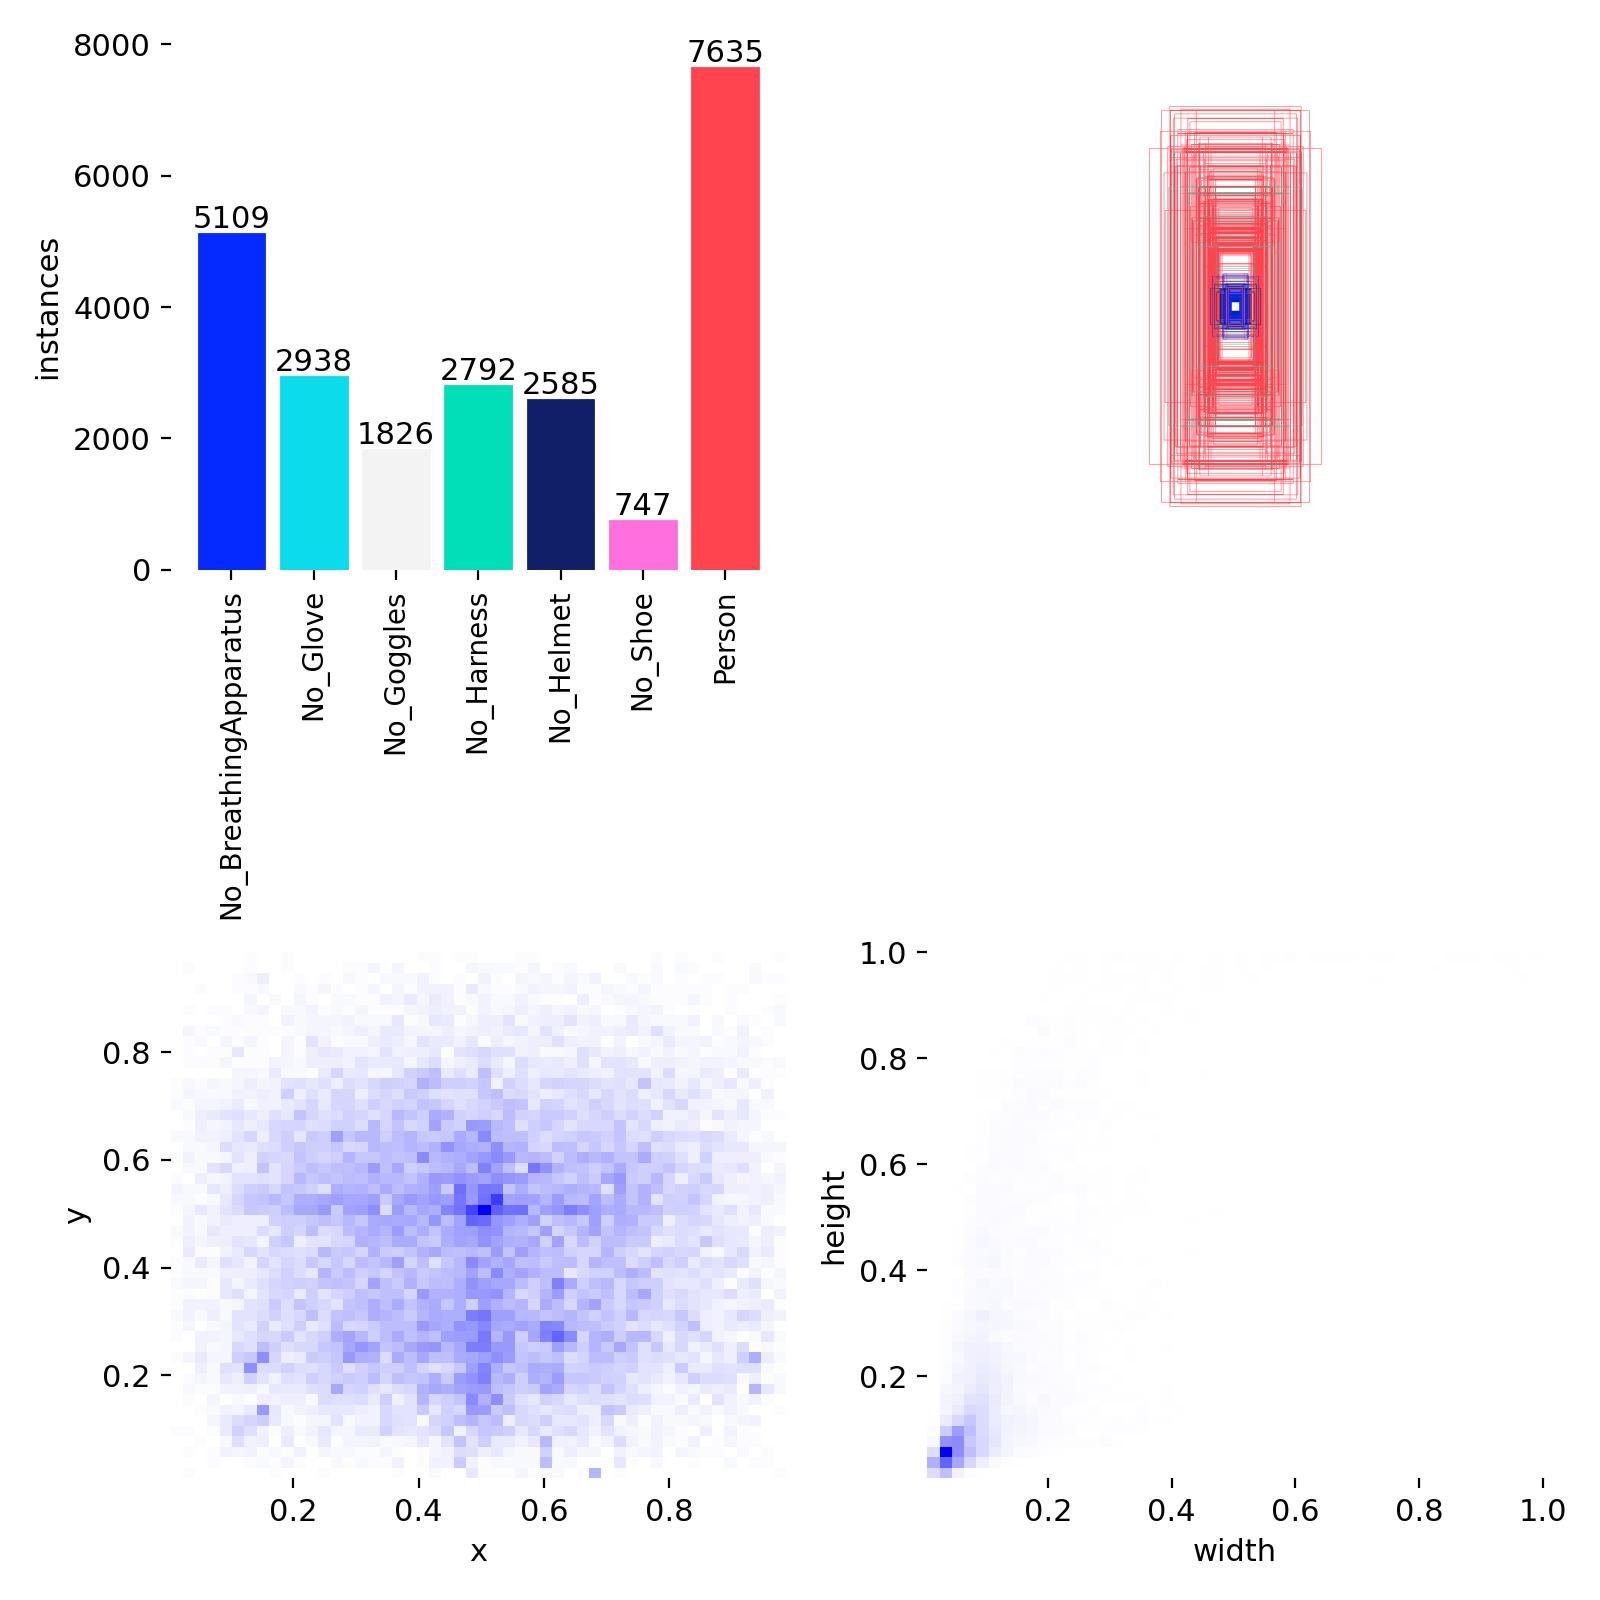 8000
6000
4000
2000
0
instances
5109
2938
1826
2792
2585
747
7635
No_BreathingApparatus
No_Glove
No_Goggles
No_Harness
No_Helmet
No_Shoe
Person
0.8
0.6
0.4
0.2
y
0.2 0.4 0.6 0.8
x
1.0
0.8
0.6
0.4
0.2
height
0.2 0.4 0.6 0.8 1.0
width